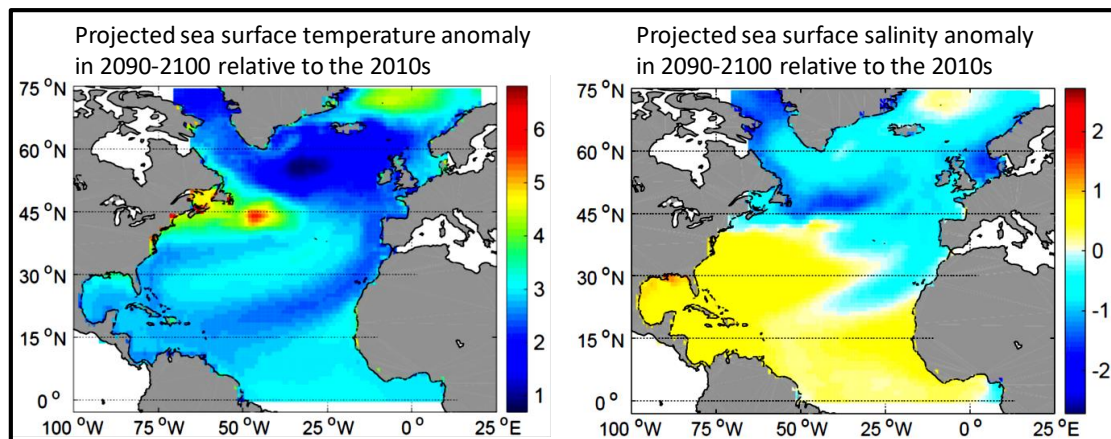 Projected sea surface temperature anomaly
in 2090-2100 relative to the 2010s
75 °N
60 °N
45 °N
30 °N
15 °N
0 °N
100 °W
75 °W
50 °W
25 °W
0 °W
25 °E
6
5
4
3
2
1
Projected sea surface salinity anomaly
in 2090-2100 relative to the 2010s
75 °N
60 °N
45 °N
30 °N
15 °N
0 °N
100 °W
75 °W
50 °W
25 °W
0 °W
25 °E
2
1
0
-1
-2